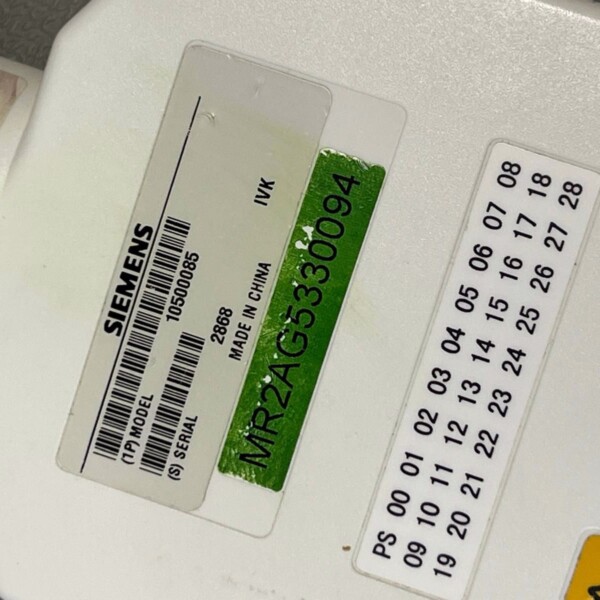 SIEMENS
(1P) MODEL 10500085
(S) SERIAL 2868
MADE IN CHINA IVK
MR2AG5330094
PS 00 01 02 03 04 05 06 07 08
09 10 11 12 13 14 15 16 17 18
19 20 21 22 23 24 25 26 27 28